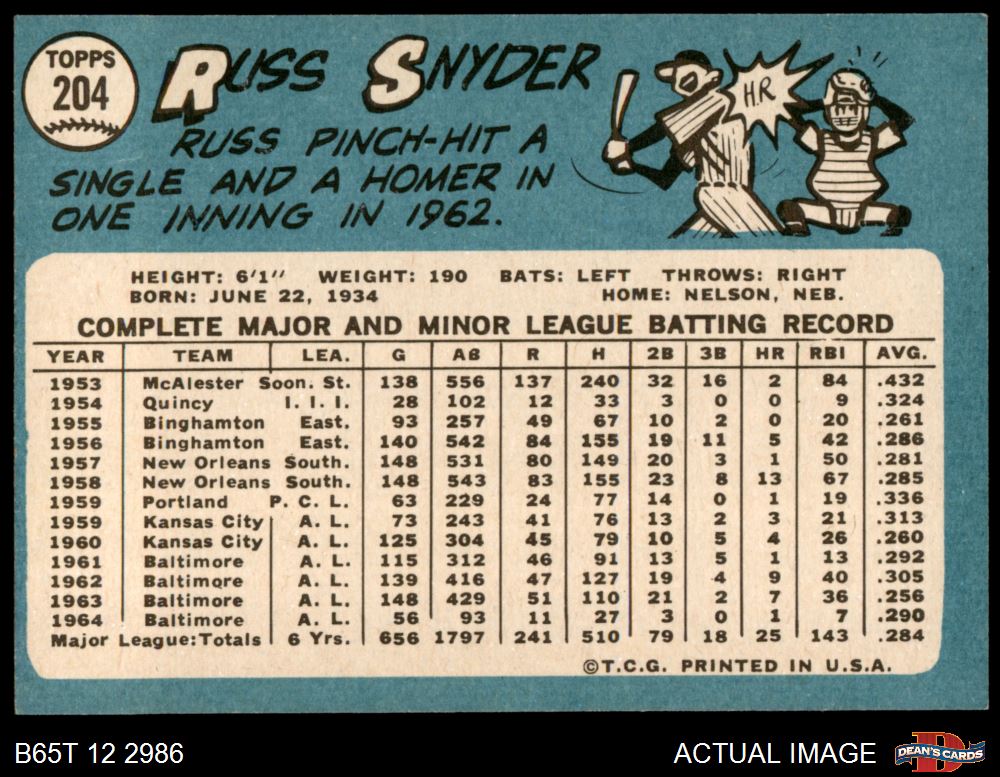 TOPPS
204
RUSS SNYDER
RUSS PINCH-HIT A
SINGLE AND A HOMER IN
ONE INNING IN 1962.
H.R
HEIGHT: 6'1" WEIGHT: 190 BATS: LEFT THROWS: RIGHT
BORN: JUNE 22, 1934 HOME: NELSON, NEB.
COMPLETE MAJOR AND MINOR LEAGUE BATTING RECORD
YEAR TEAM LEA. G AB R H 2B 3B HR RBI AVG.
1953 McAlester Soon. St. 138 556 137 240 32 16 2 84 .432
1954 Quincy I. I. I. 28 102 12 33 3 0 0 9 .324
1955 Binghamton East. 93 257 49 67 10 2 0 20 .261
1956 Binghamton East. 140 542 84 155 19 11 5 42 .286
1957 New Orleans South. 148 531 80 149 20 3 1 50 .281
1958 New Orleans South. 148 543 83 155 23 8 13 67 .285
1959 Portland P. C. L. 63 229 24 77 14 0 1 19 .336
1959 Kansas City A. L. 73 243 41 76 13 2 3 21 .313
1960 Kansas City A. L. 125 304 45 79 10 5 4 26 .260
1961 Baltimore A. L. 115 312 46 91 13 5 1 13 .292
1962 Baltimore A. L. 139 416 47 127 19 4 9 40 .305
1963 Baltimore A. L. 148 429 51 110 21 2 7 36 .256
1964 Baltimore A. L. 56 93 11 27 3 0 1 7 .290
Major League: Totals 6 Yrs. 656 1797 241 510 79 18 25 143 .284
©T.C.G. PRINTED IN U.S.A.
B65T 12 2986 ACTUAL IMAGE DEAN'S CARDS